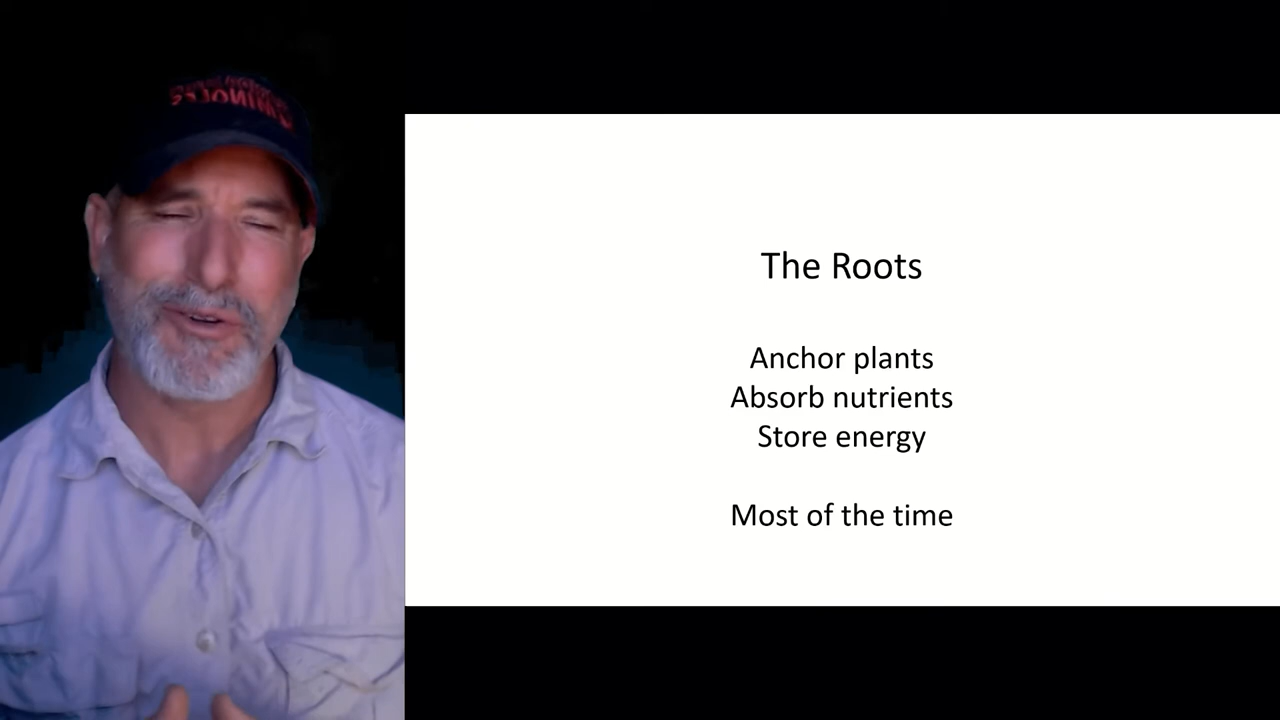 The Roots
Anchor plants
Absorb nutrients
Store energy
Most of the time